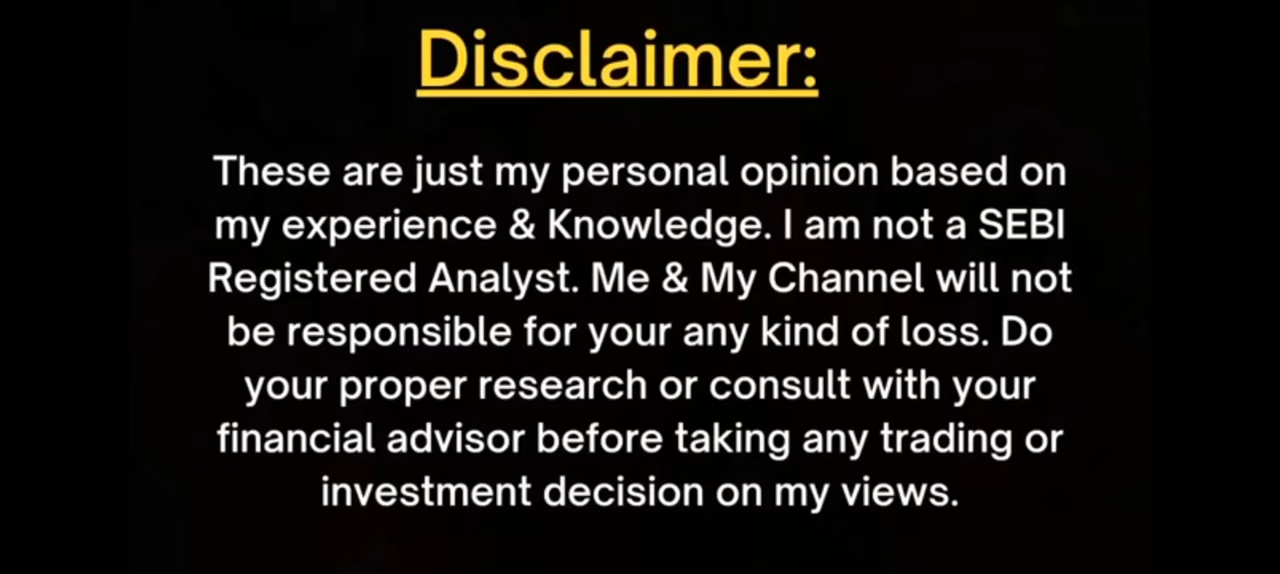 Disclaimer:
These are just my personal opinion based on
my experience & Knowledge. I am not a SEBI
Registered Analyst. Me & My Channel will not
be responsible for your any kind of loss. Do
your proper research or consult with your
financial advisor before taking any trading or
investment decision on my views.